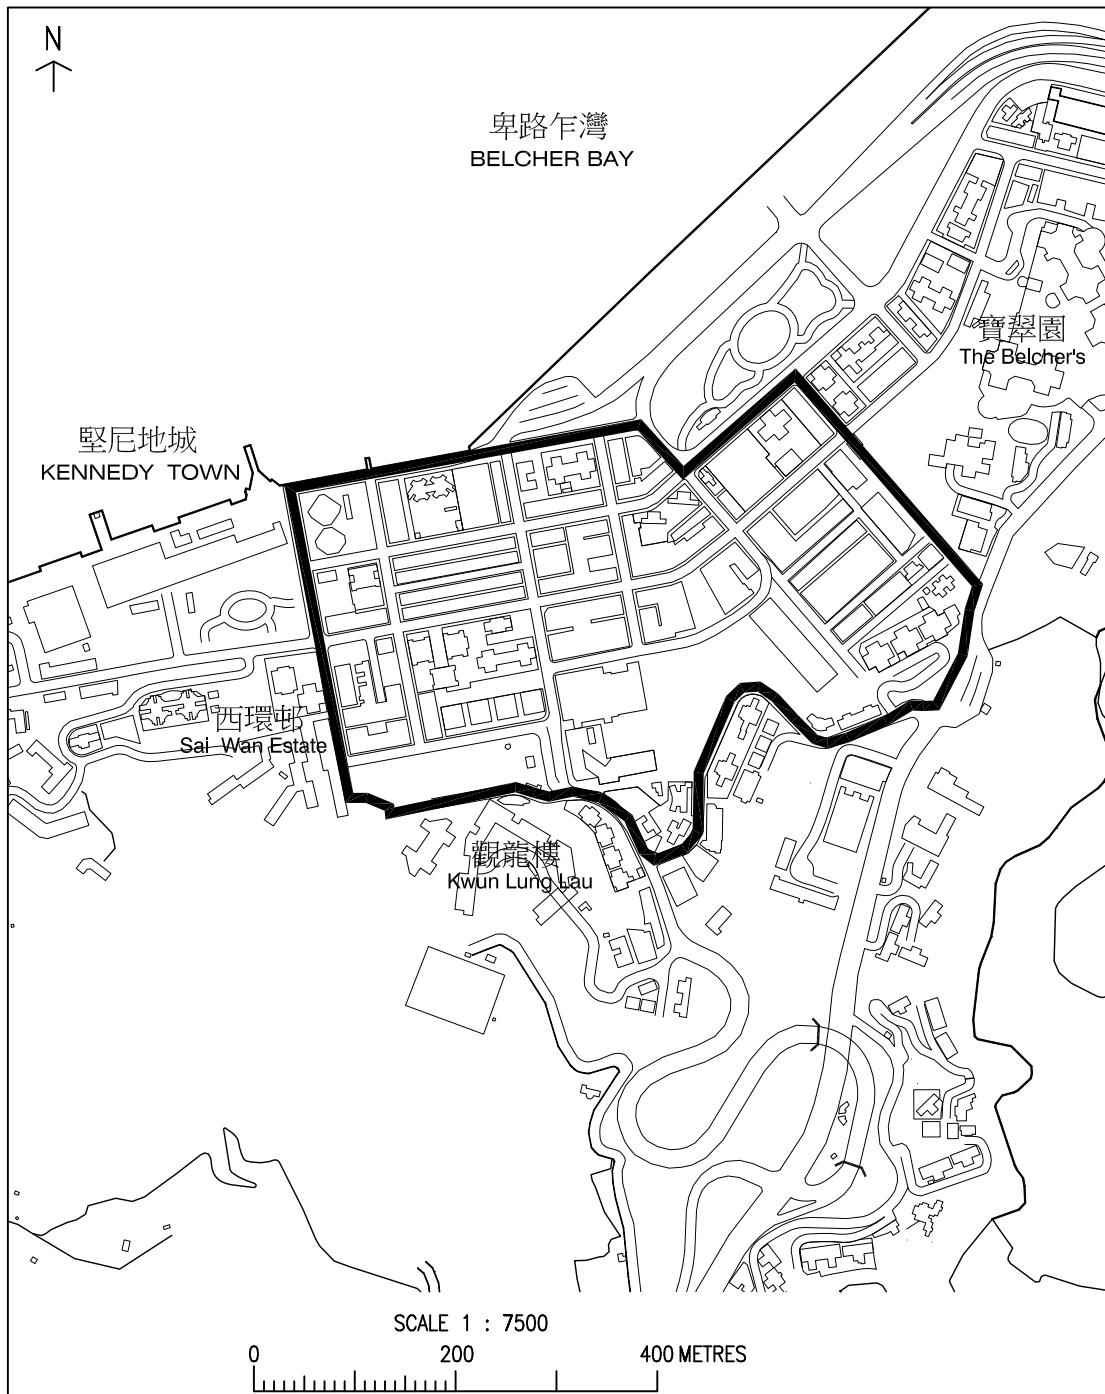 N
卑路乍灣
BELCHER BAY
寶翠園
The Belcher's
堅尼地城
KENNEDY TOWN
西環邨
Sai Wan Estate
觀龍樓
Kwun Lung Lau
SCALE 1 : 7500
0 200 400 METRES